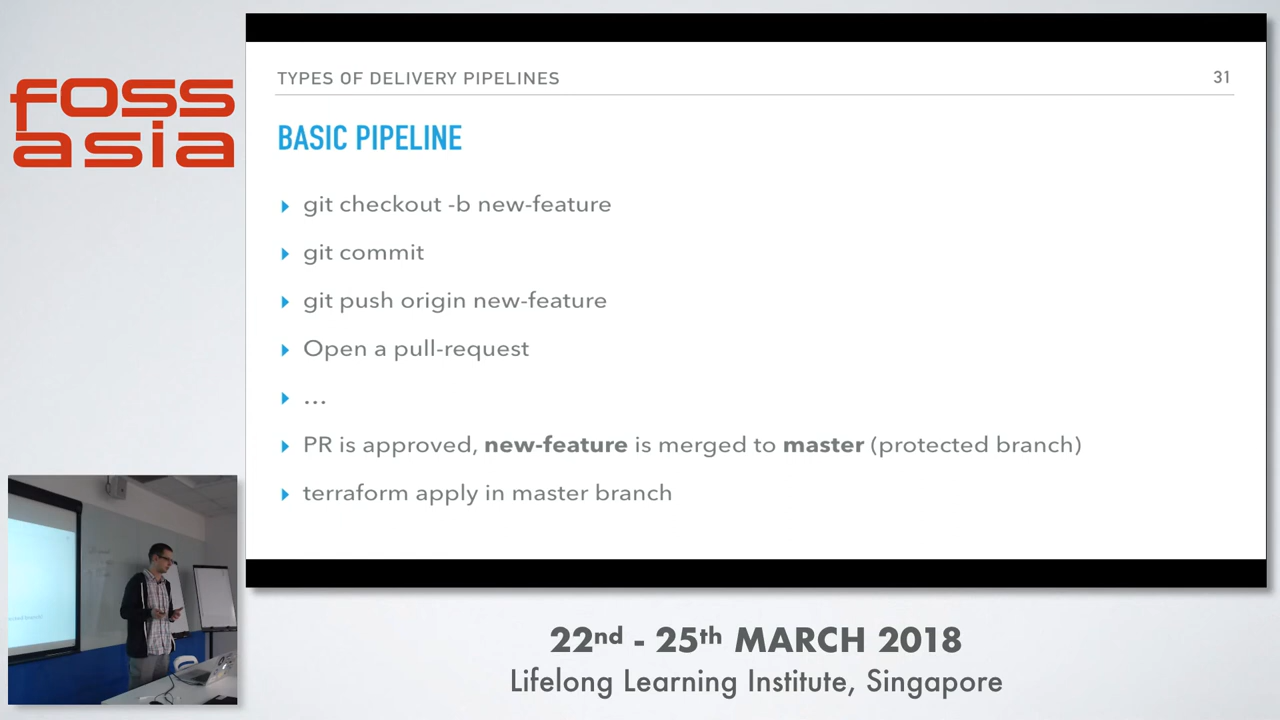 foss
asia
TYPES OF DELIVERY PIPELINES
31
BASIC PIPELINE
git checkout -b new-feature
git commit
git push origin new-feature
Open a pull-request
...
PR is approved, new-feature is merged to master (protected branch)
terraform apply in master branch
22nd - 25th MARCH 2018
Lifelong Learning Institute, Singapore